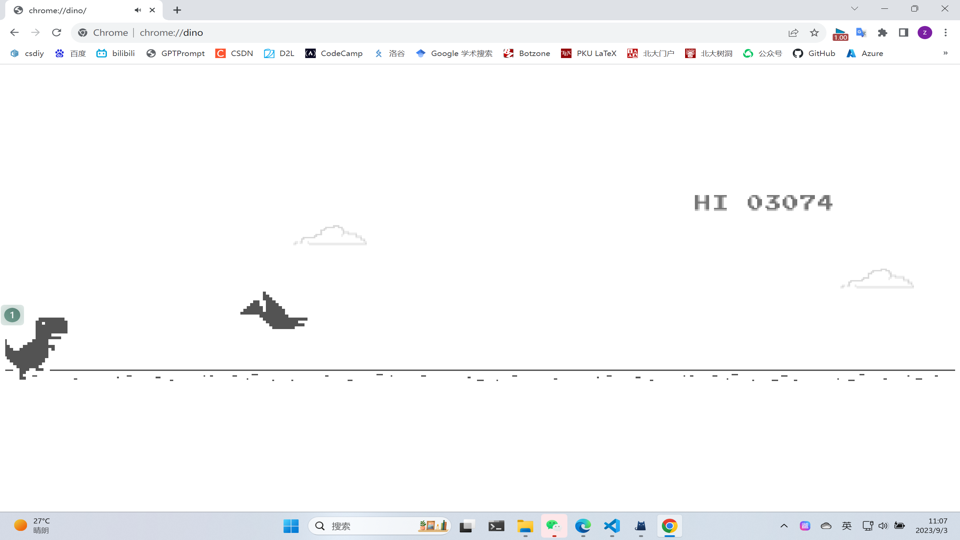 chrome://dino/
Chrome | chrome://dino
1.00
z
csdiy 百度 bilibili GPTPrompt CSDN D2L CodeCamp 洛谷 Google 学术搜索 Botzone PKU LaTeX 北大门户 北大树洞 公众号 GitHub Azure »
HI 03074
1
27°C
晴朗
搜索
英
11:07
2023/9/3